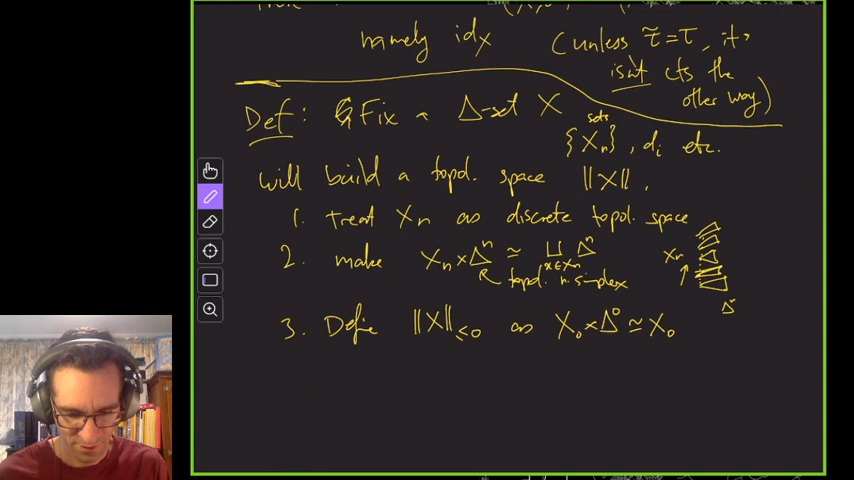 namely id_X (unless τ̃ = τ, it's
isn't cts the
other way)
Def: Fix a Δ-set X
sets
{X_n}, d_i etc.
will build a topol. space ||X||.
1. treat X_n as discrete topol. space
2. make X_n × Δ^n ≃ ⊔_{x∈X_n} Δ^n
topol. n-simplex
X_n
Δ^n
3. Define ||X||_{≤0} as X_0 × Δ^0 ≃ X_0